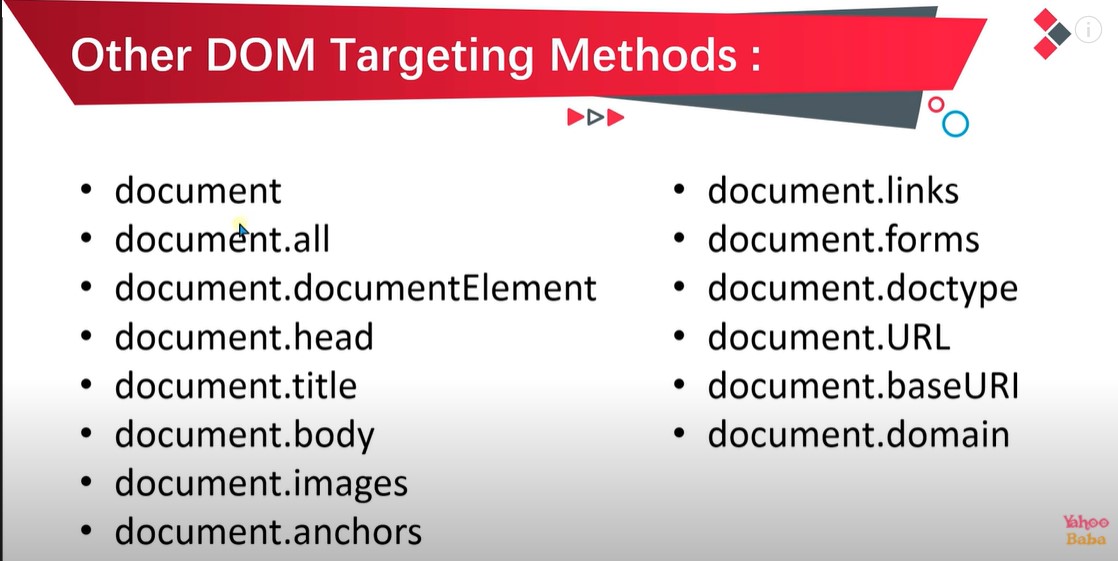 Other DOM Targeting Methods :
• document
• document.all
• document.documentElement
• document.head
• document.title
• document.body
• document.images
• document.anchors
• document.links
• document.forms
• document.doctype
• document.URL
• document.baseURI
• document.domain
Yahoo
Baba